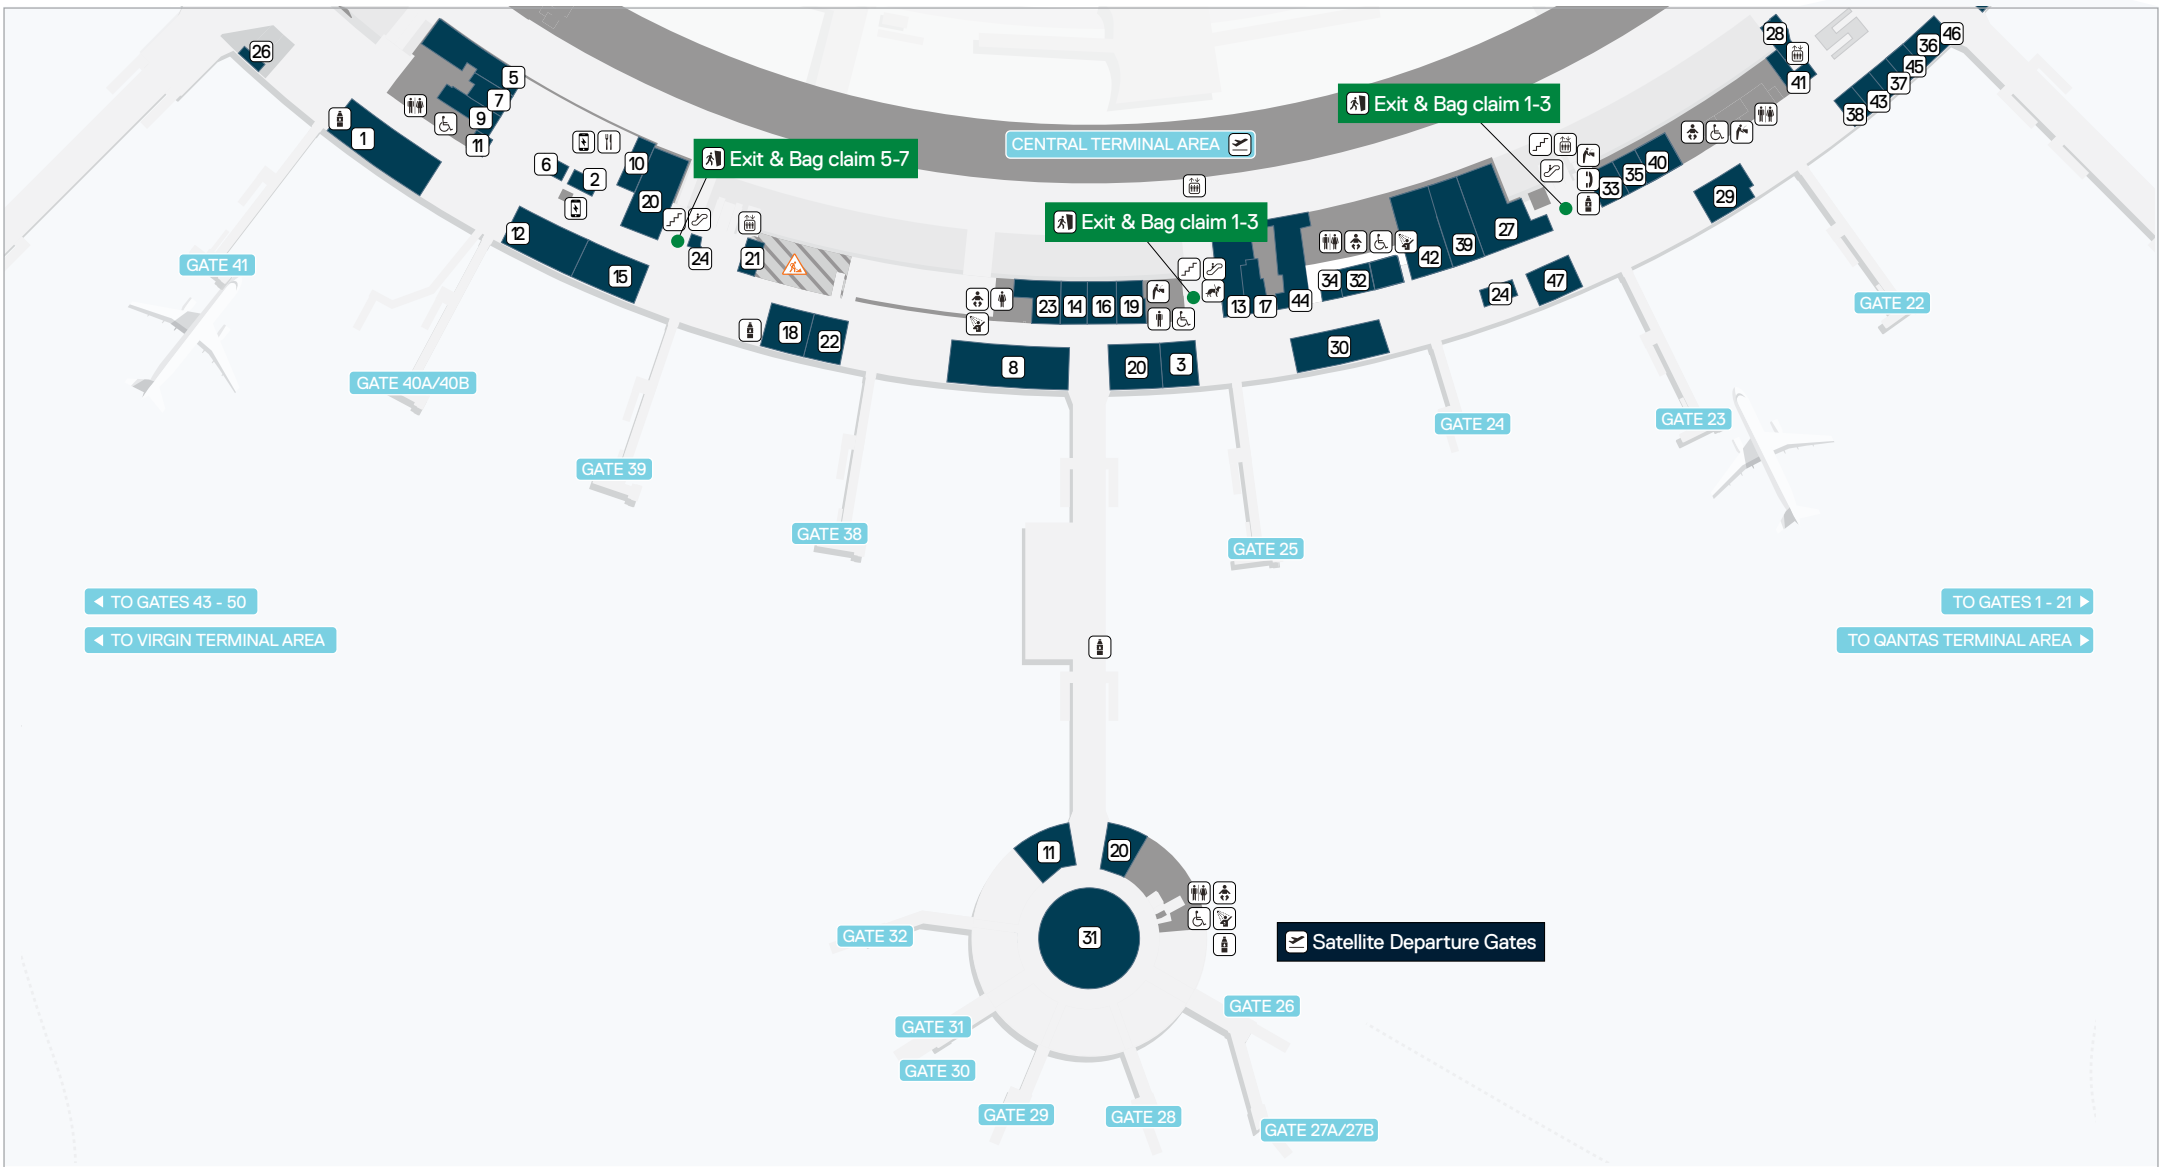 26
5
7
9
11
1
6
2
10
20
12
15
Exit & Bag claim 5-7
24
21
18
22
CENTRAL TERMINAL AREA
Exit & Bag claim 1-3
23
14
16
19
8
20
3
13
17
44
34
32
30
42
39
27
24
47
Exit & Bag claim 1-3
33
35
40
29
28
41
46
36
45
37
43
38
GATE 41
GATE 40A/40B
GATE 39
GATE 38
GATE 25
GATE 24
GATE 23
GATE 22
TO GATES 43 - 50
TO VIRGIN TERMINAL AREA
TO GATES 1 - 21
TO QANTAS TERMINAL AREA
11
20
31
Satellite Departure Gates
GATE 32
GATE 31
GATE 30
GATE 29
GATE 28
GATE 27A/27B
GATE 26